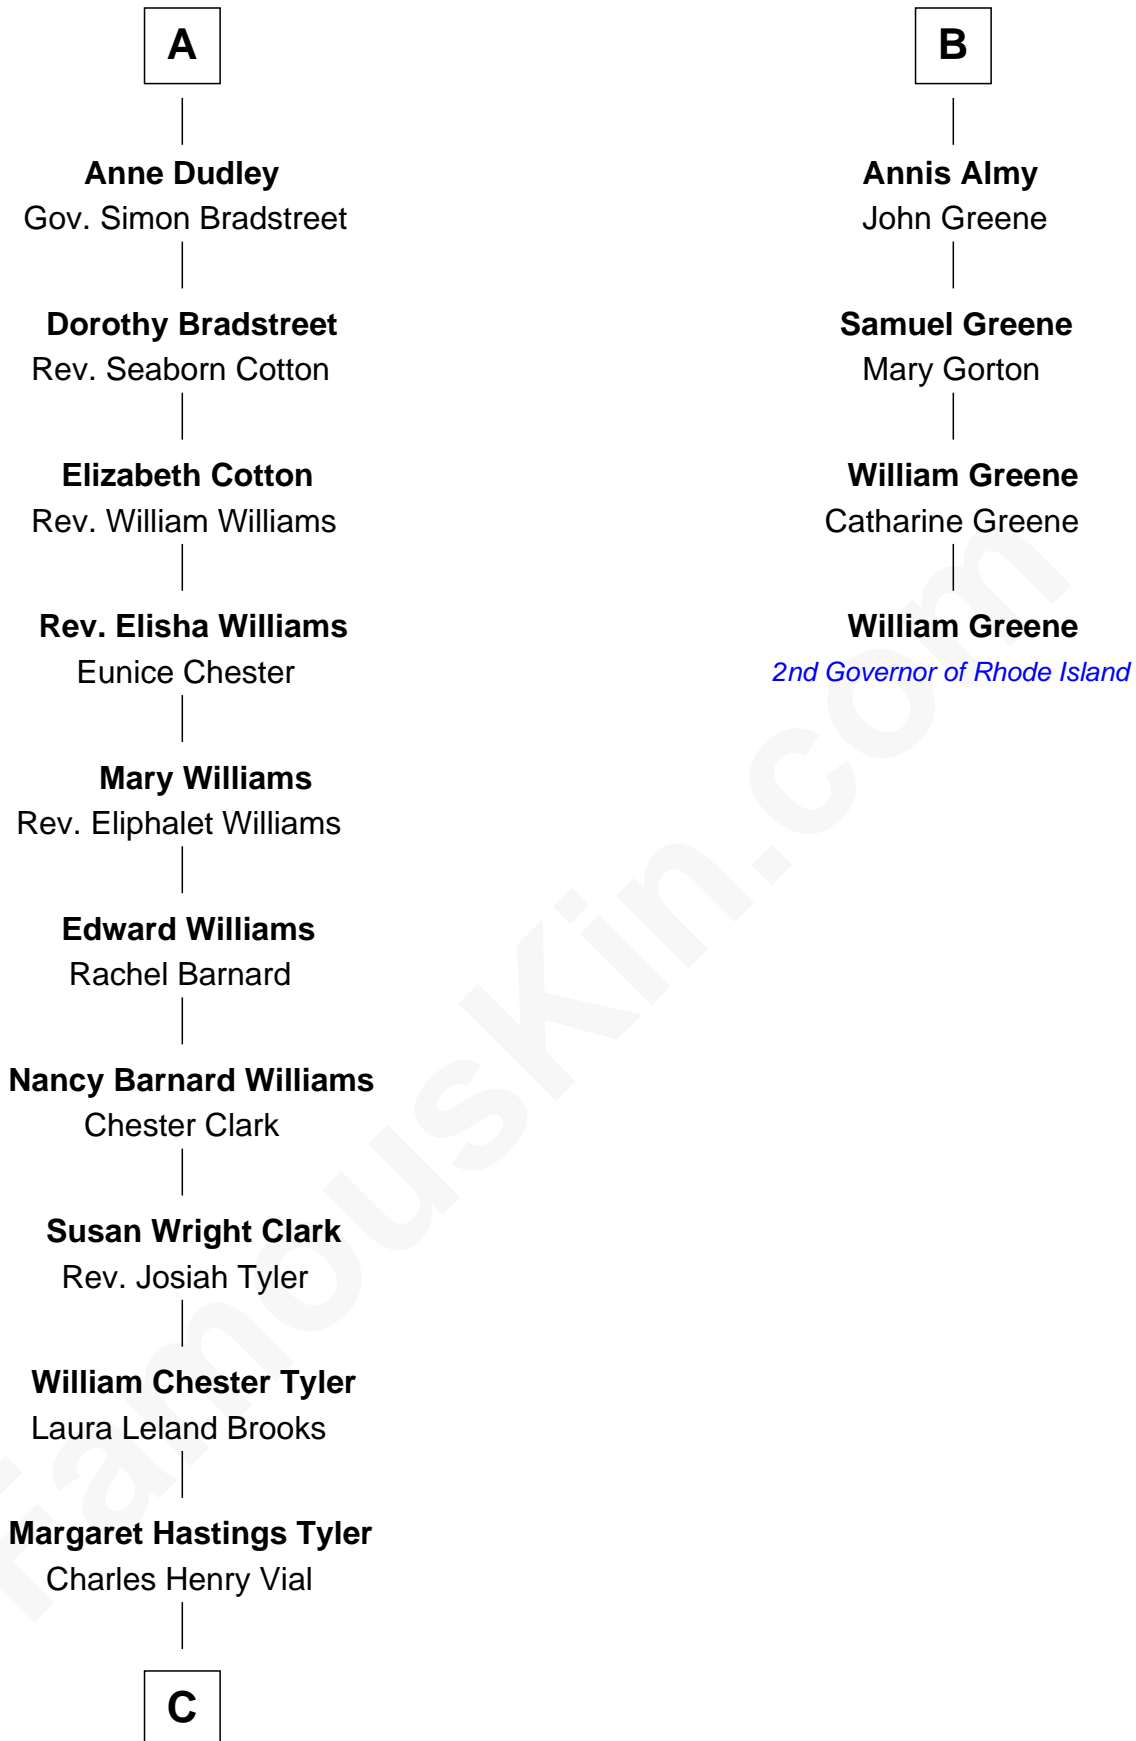 A
Anne Dudley
Gov. Simon Bradstreet
Dorothy Bradstreet
Rev. Seaborn Cotton
Elizabeth Cotton
Rev. William Williams
Rev. Elisha Williams
Eunice Chester
Mary Williams
Rev. Eliphalet Williams
Edward Williams
Rachel Barnard
Nancy Barnard Williams
Chester Clark
Susan Wright Clark
Rev. Josiah Tyler
William Chester Tyler
Laura Leland Brooks
Margaret Hastings Tyler
Charles Henry Vial
C
B
Annis Almy
John Greene
Samuel Greene
Mary Gorton
William Greene
Catharine Greene
William Greene
2nd Governor of Rhode Island
FamousKin.com